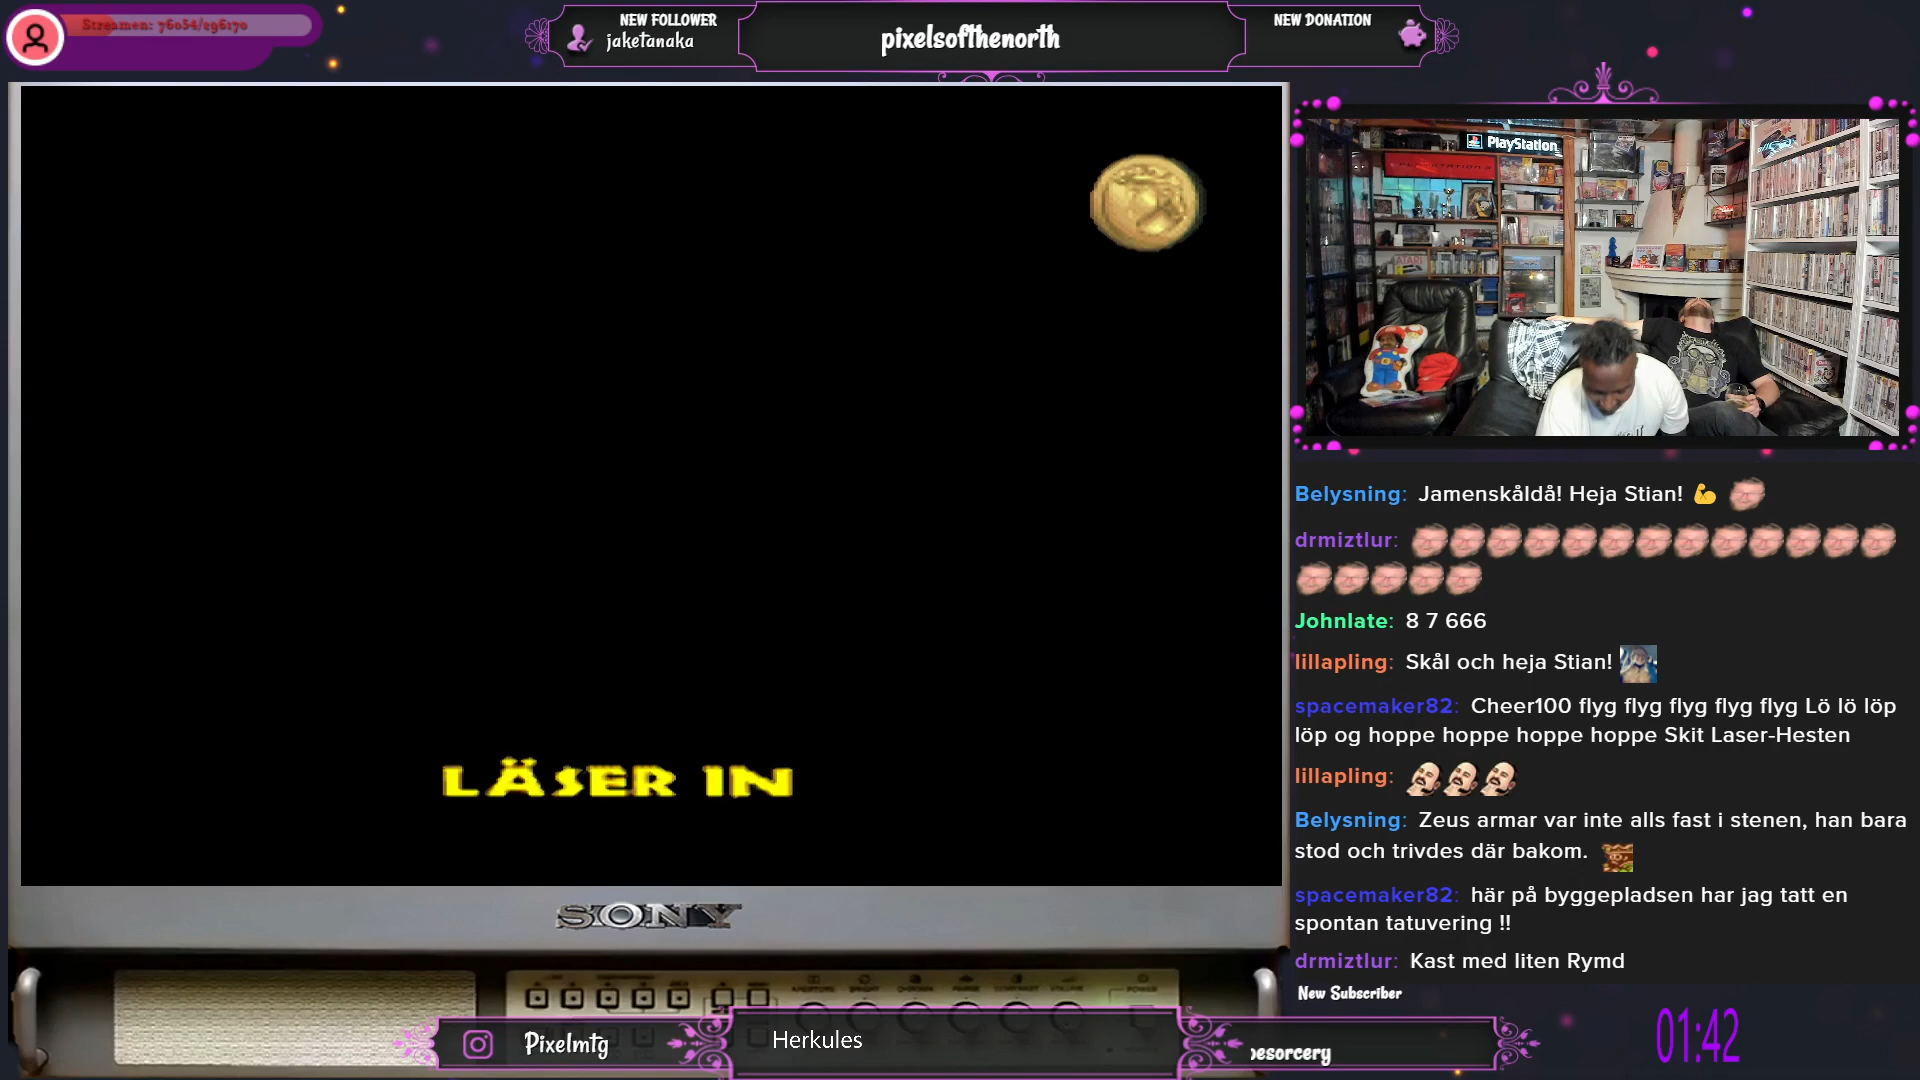 Streamen: 76034/296170
NEW FOLLOWER
jaketanaka
pixelsofthenorth
NEW DONATION
PlayStation
LÄSER IN
SONY
Belysning: Jamenskåldå! Heja Stian!
drmiztlur:
Johnlate: 8 7 666
lillapling: Skål och heja Stian!
spacemaker82: Cheer100 flyg flyg flyg flyg flyg Lö lö löp
löp og hoppe hoppe hoppe hoppe Skit Laser-Hesten
lillapling:
Belysning: Zeus armar var inte alls fast i stenen, han bara
stod och trivdes där bakom.
spacemaker82: här på byggepladsen har jag tatt en
spontan tatuvering !!
drmiztlur: Kast med liten Rymd
New Subscriber
Pixelmtg
Herkules
besorcery
01:42